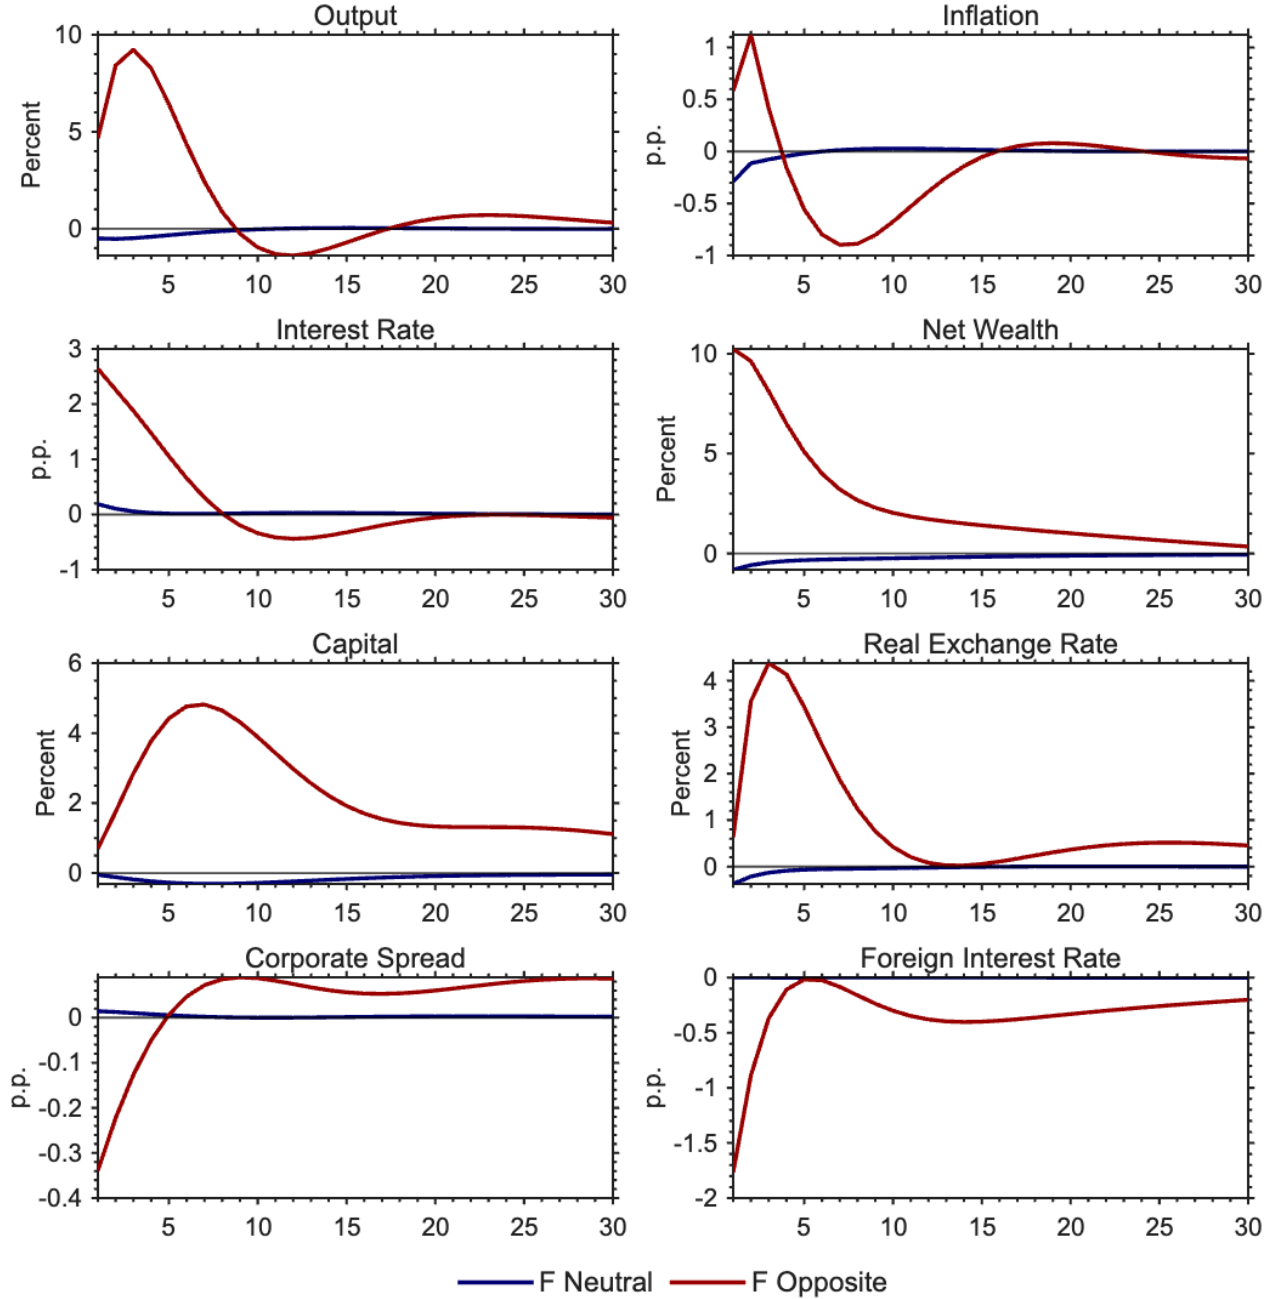 Output
10
5
0
Percent
5 10 15 20 25 30
Inflation
1
0.5
0
-0.5
-1
p.p.
5 10 15 20 25 30
Interest Rate
3
2
1
0
-1
p.p.
5 10 15 20 25 30
Net Wealth
10
5
0
Percent
5 10 15 20 25 30
Capital
6
4
2
0
Percent
5 10 15 20 25 30
Real Exchange Rate
4
3
2
1
0
Percent
5 10 15 20 25 30
Corporate Spread
0
-0.1
-0.2
-0.3
-0.4
p.p.
5 10 15 20 25 30
Foreign Interest Rate
0
-0.5
-1
-1.5
-2
p.p.
5 10 15 20 25 30
F Neutral F Opposite